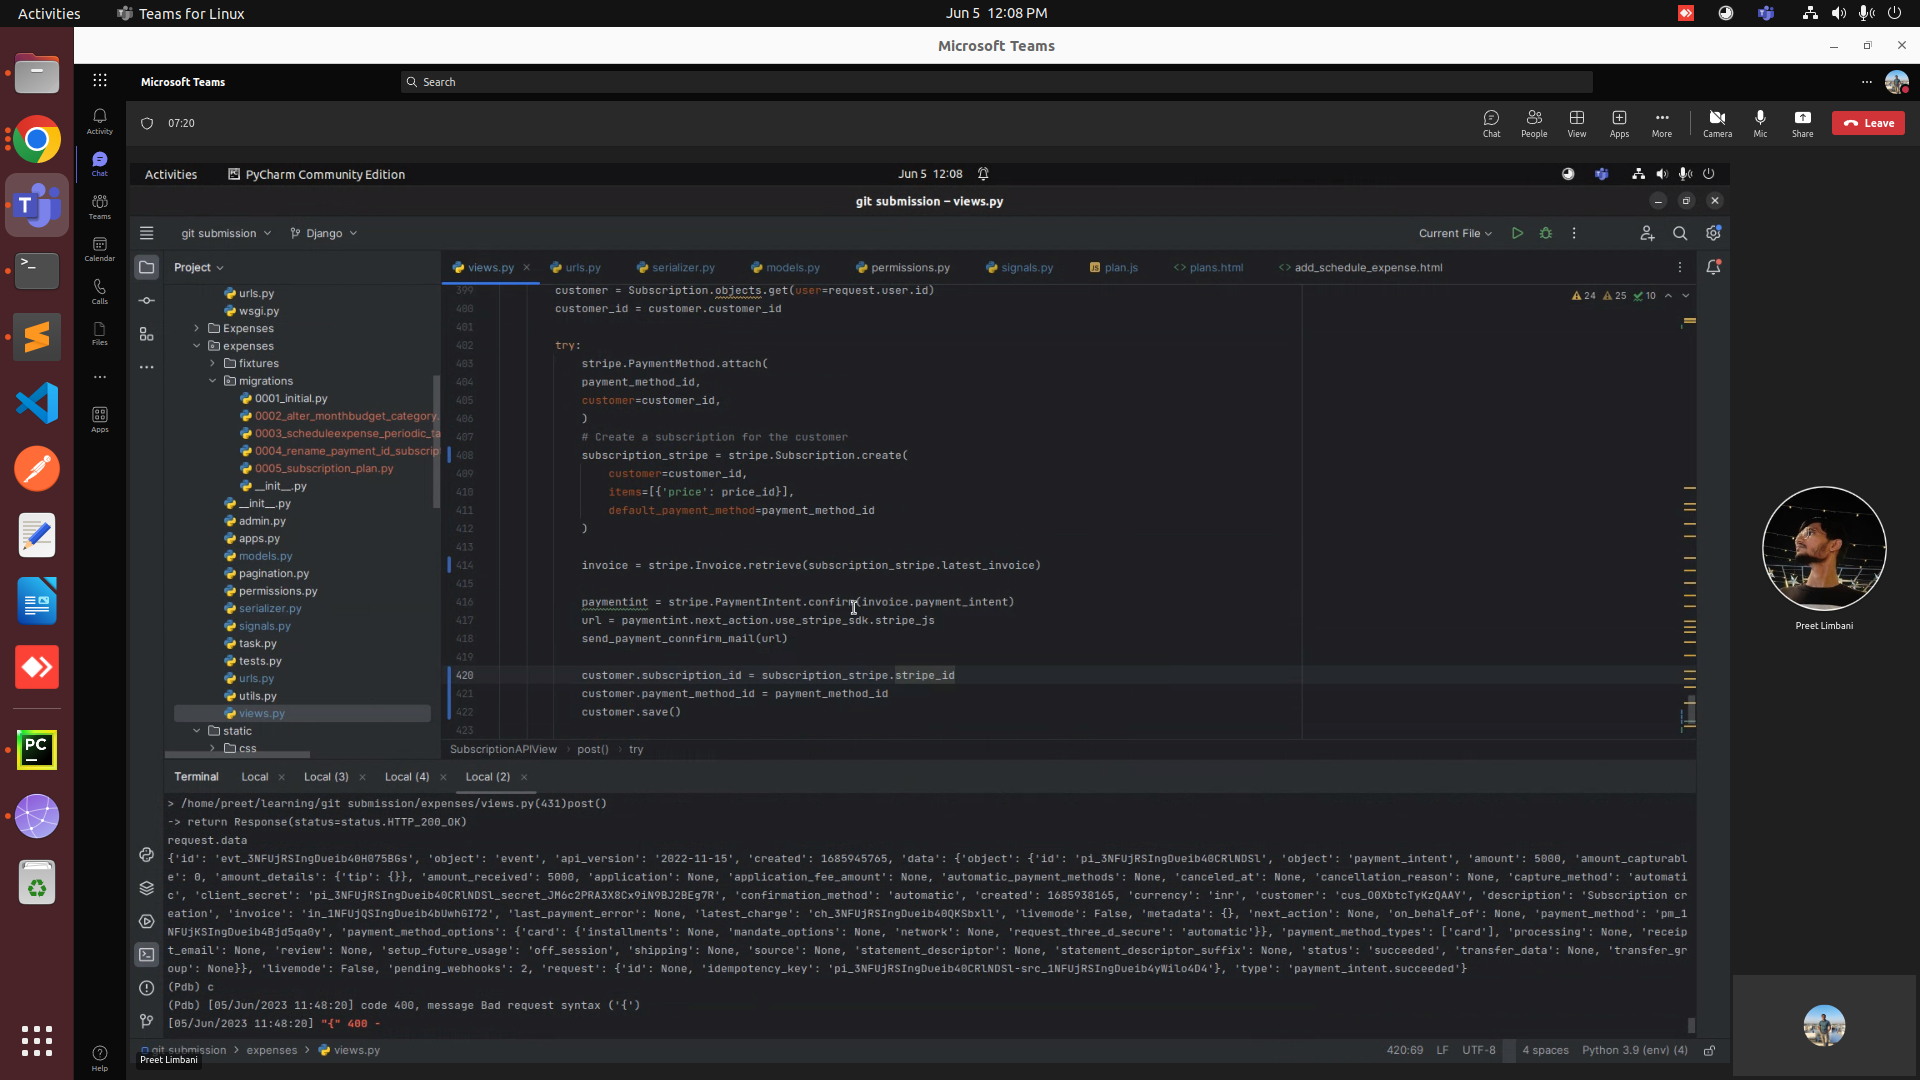 Activities
Teams for Linux
Jun 5 12:08 PM
Microsoft Teams
Microsoft Teams
Search
07:20
Chat
People
View
Apps
More
Camera
Mic
Share
Leave
Activity
Chat
Teams
Calendar
Calls
Files
Apps
Help
Activities
PyCharm Community Edition
Jun 5 12:08
git submission – views.py
git submission
Django
Current File
Project
views.py
urls.py
serializer.py
models.py
permissions.py
signals.py
plan.js
plans.html
add_schedule_expense.html
urls.py
wsgi.py
Expenses
expenses
fixtures
migrations
0001_initial.py
0002_alter_monthbudget_category.
0003_scheduleexpense_periodic_ta
0004_rename_payment_id_subscript
0005_subscription_plan.py
__init__.py
__init__.py
admin.py
apps.py
models.py
pagination.py
permissions.py
serializer.py
signals.py
task.py
tests.py
urls.py
utils.py
views.py
static
css
24 25 10
399 customer = Subscription.objects.get(user=request.user.id)
400 customer_id = customer.customer_id
401
402 try:
403 stripe.PaymentMethod.attach(
404 payment_method_id,
405 customer=customer_id,
406 )
407 # Create a subscription for the customer
408 subscription_stripe = stripe.Subscription.create(
409 customer=customer_id,
410 items=[{'price': price_id}],
411 default_payment_method=payment_method_id
412 )
413
414 invoice = stripe.Invoice.retrieve(subscription_stripe.latest_invoice)
415
416 paymentint = stripe.PaymentIntent.confirm(invoice.payment_intent)
417 url = paymentint.next_action.use_stripe_sdk.stripe_js
418 send_payment_connfirm_mail(url)
419
420 customer.subscription_id = subscription_stripe.stripe_id
421 customer.payment_method_id = payment_method_id
422 customer.save()
423
SubscriptionAPIView > post() > try
Terminal
Local
Local (3)
Local (4)
Local (2)
> /home/preet/learning/git submission/expenses/views.py(431)post()
-> return Response(status=status.HTTP_200_OK)
request.data
{'id': 'evt_3NFUjRSIngDueib40H075BGs', 'object': 'event', 'api_version': '2022-11-15', 'created': 1685945765, 'data': {'object': {'id': 'pi_3NFUjRSIngDueib40CRlNDSl', 'object': 'payment_intent', 'amount': 5000, 'amount_capturabl
e': 0, 'amount_details': {'tip': {}}, 'amount_received': 5000, 'application': None, 'application_fee_amount': None, 'automatic_payment_methods': None, 'canceled_at': None, 'cancellation_reason': None, 'capture_method': 'automati
c', 'client_secret': 'pi_3NFUjRSIngDueib40CRlNDSl_secret_JM6c2PRA3X8Cx9iN9BJ2BEg7R', 'confirmation_method': 'automatic', 'created': 1685938165, 'currency': 'inr', 'customer': 'cus_O0XbtcTyKzQAAY', 'description': 'Subscription cr
eation', 'invoice': 'in_1NFUjQSIngDueib4bUwhGI72', 'last_payment_error': None, 'latest_charge': 'ch_3NFUjRSIngDueib40QKSbxll', 'livemode': False, 'metadata': {}, 'next_action': None, 'on_behalf_of': None, 'payment_method': 'pm_1
NFUjKSIngDueib4Bjd5qa0y', 'payment_method_options': {'card': {'installments': None, 'mandate_options': None, 'network': None, 'request_three_d_secure': 'automatic'}}, 'payment_method_types': ['card'], 'processing': None, 'receip
t_email': None, 'review': None, 'setup_future_usage': 'off_session', 'shipping': None, 'source': None, 'statement_descriptor': None, 'statement_descriptor_suffix': None, 'status': 'succeeded', 'transfer_data': None, 'transfer_gr
oup': None}}, 'livemode': False, 'pending_webhooks': 2, 'request': {'id': None, 'idempotency_key': 'pi_3NFUjRSIngDueib40CRlNDSl-src_1NFUjRSIngDueib4yWilo4D4'}, 'type': 'payment_intent.succeeded'}
(Pdb) c
(Pdb) [05/Jun/2023 11:48:20] code 400, message Bad request syntax ('{')
[05/Jun/2023 11:48:20] "{" 400 -
git submission > expenses > views.py
Preet Limbani
420:69
LF
UTF-8
4 spaces
Python 3.9 (env) (4)
Preet Limbani